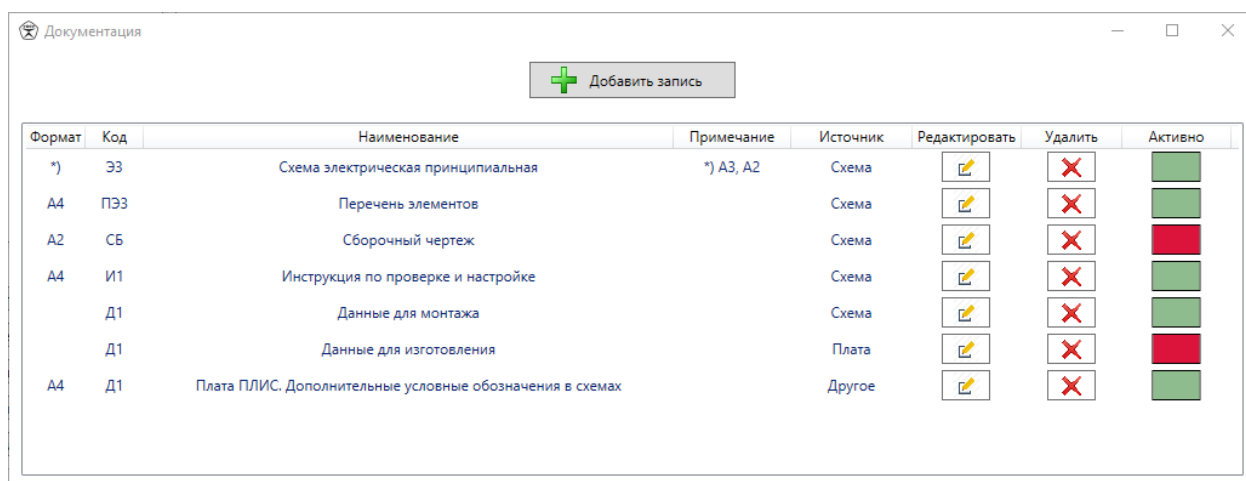 Документация
Добавить запись
Формат Код Наименование Примечание Источник Редактировать Удалить Активно
*) Э3 Схема электрическая принципиальная *) А3, А2 Схема
А4 ПЭ3 Перечень элементов Схема
А2 СБ Сборочный чертеж Схема
А4 И1 Инструкция по проверке и настройке Схема
Д1 Данные для монтажа Схема
Д1 Данные для изготовления Плата
А4 Д1 Плата ПЛИС. Дополнительные условные обозначения в схемах Другое